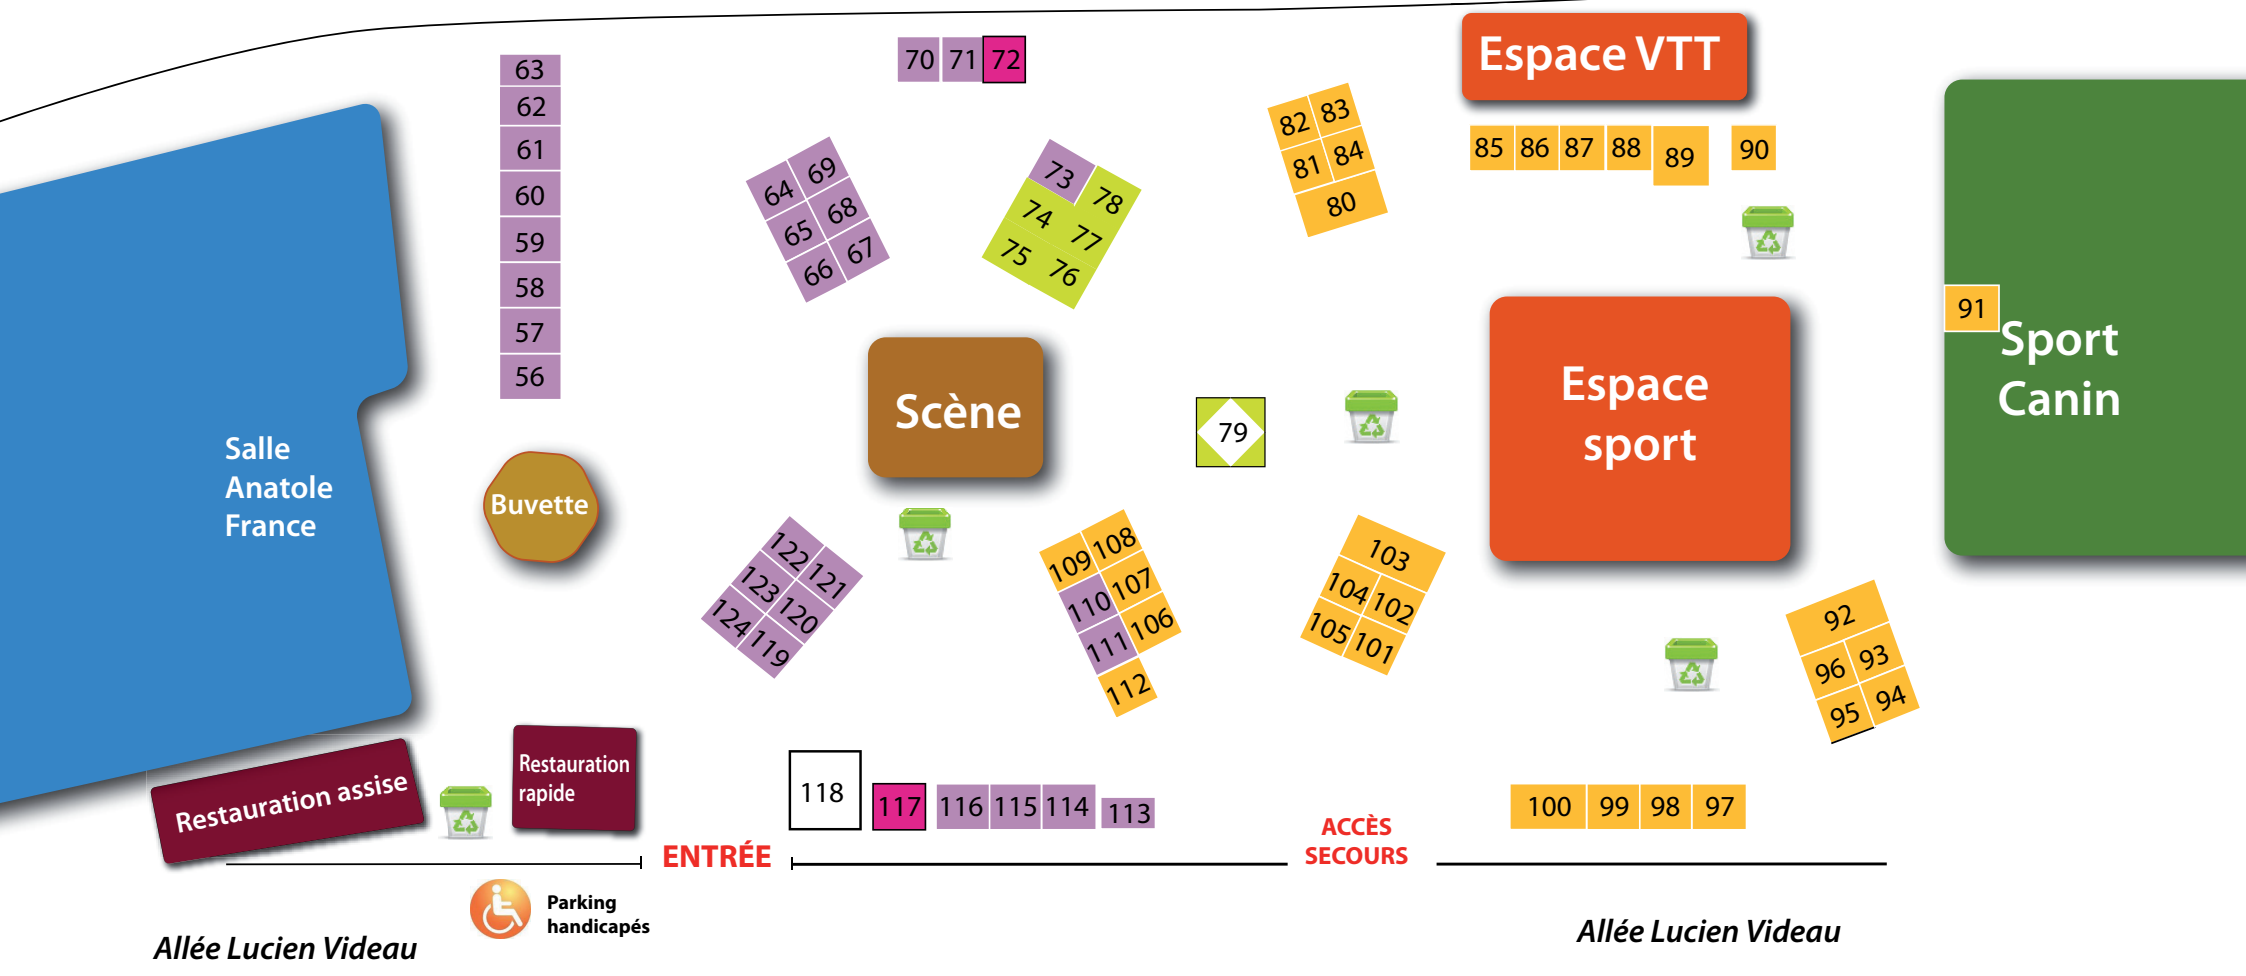 Espace VTT
63
62
61
60
59
58
57
56
70 71 72
64 69
65 68
66 67
73 78
74 77
75 76
82 83
81 84
80
85 86 87 88 89 90
91
Sport
Canin
Espace
sport
Scène
79
Salle
Anatole
France
Buvette
122 121
123 120
124 119
109 108
110 107
111 106
112
103
104 102
105 101
92
96 93
95 94
Restauration assise
Restauration
rapide
118 117 116 115 114 113
100 99 98 97
ENTRÉE
ACCÈS
SECOURS
Parking
handicapés
Allée Lucien Videau
Allée Lucien Videau